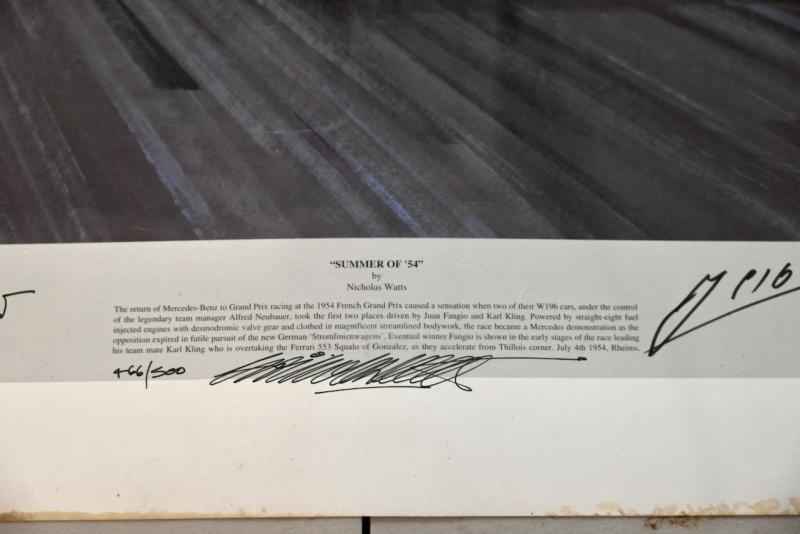 “SUMMER OF ’54”
by
Nicholas Watts
The return of Mercedes-Benz to Grand Prix racing at the 1954 French Grand Prix caused a sensation when two of their W196 cars, under the control
of the legendary team manager Alfred Neubauer, took the first two places driven by Juan Fangio and Karl Kling. Powered by straight-eight fuel
injected engines with desmodromic valve gear and clothed in magnificent streamlined bodywork, the race became a Mercedes demonstration as the
opposition expired in futile pursuit of the new German ‘Stromlinienwagens’. Eventual winner Fangio is shown in the early stages of the race leading
his team mate Karl Kling who is overtaking the Ferrari 553 Squalo of Gonzalez, as they accelerate from Thillois corner. July 4th 1954, Rheims.
466/500